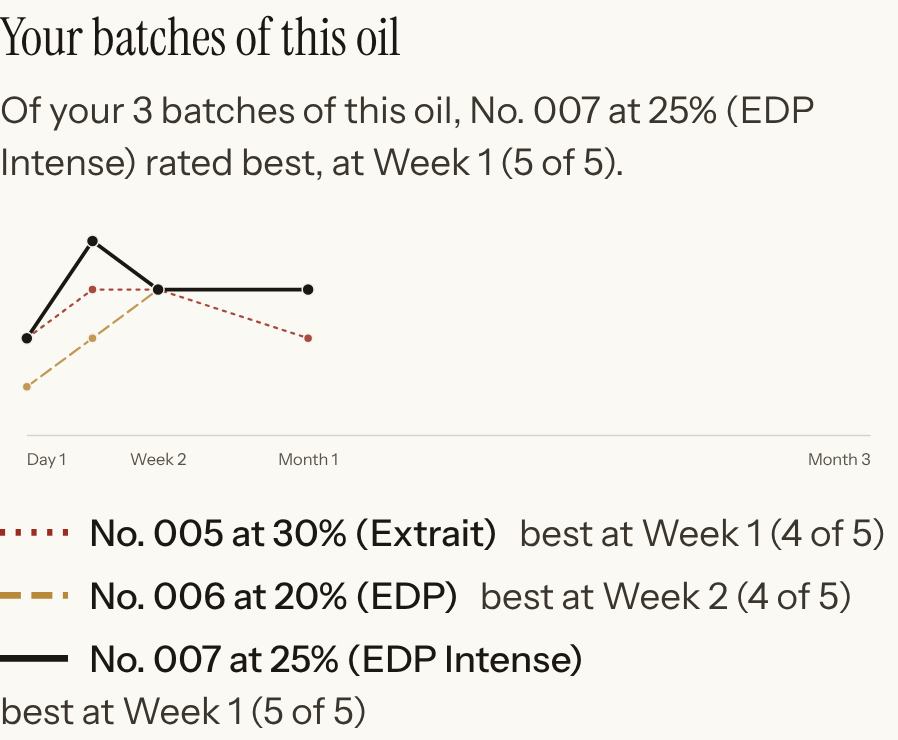 Your batches of this oil
Of your 3 batches of this oil, No. 007 at 25% (EDP
Intense) rated best, at Week 1 (5 of 5).
Day 1 Week 2 Month 1 Month 3
No. 005 at 30% (Extrait) best at Week 1 (4 of 5)
No. 006 at 20% (EDP) best at Week 2 (4 of 5)
No. 007 at 25% (EDP Intense)
best at Week 1 (5 of 5)